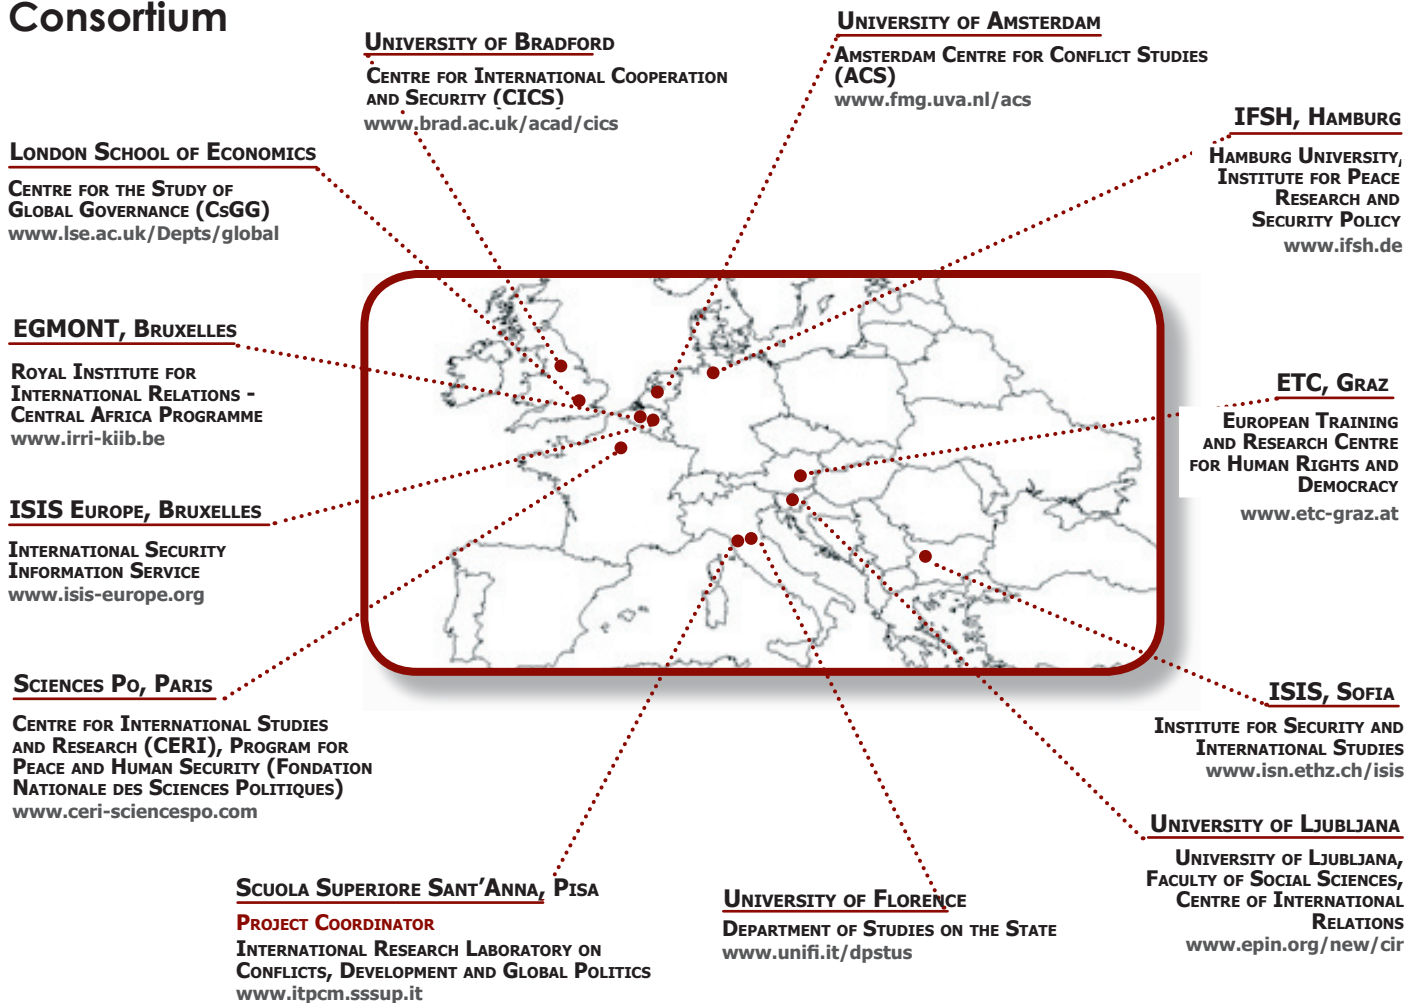 Consortium
University of Bradford
Centre for International Cooperation
and Security (CICS)
www.brad.ac.uk/acad/cics
University of Amsterdam
Amsterdam Centre for Conflict Studies
(ACS)
www.fmg.uva.nl/acs
IFSH, Hamburg
Hamburg University,
Institute for Peace
Research and
Security Policy
www.ifsh.de
London School of Economics
Centre for the Study of
Global Governance (CsGG)
www.lse.ac.uk/Depts/global
EGMONT, Bruxelles
Royal Institute for
International Relations -
Central Africa Programme
www.irri-kiib.be
ETC, Graz
European Training
and Research Centre
for Human Rights and
Democracy
www.etc-graz.at
ISIS Europe, Bruxelles
International Security
Information Service
www.isis-europe.org
Sciences Po, Paris
Centre for International Studies
and Research (CERI), Program for
Peace and Human Security (Fondation
Nationale des Sciences Politiques)
www.ceri-sciencespo.com
ISIS, Sofia
Institute for Security and
International Studies
www.isn.ethz.ch/isis
University of Ljubljana
University of Ljubljana,
Faculty of Social Sciences,
Centre of International
Relations
www.epin.org/new/cir
Scuola Superiore Sant'Anna, Pisa
Project Coordinator
International Research Laboratory on
Conflicts, Development and Global Politics
www.itpcm.sssup.it
University of Florence
Department of Studies on the State
www.unifi.it/dpstus